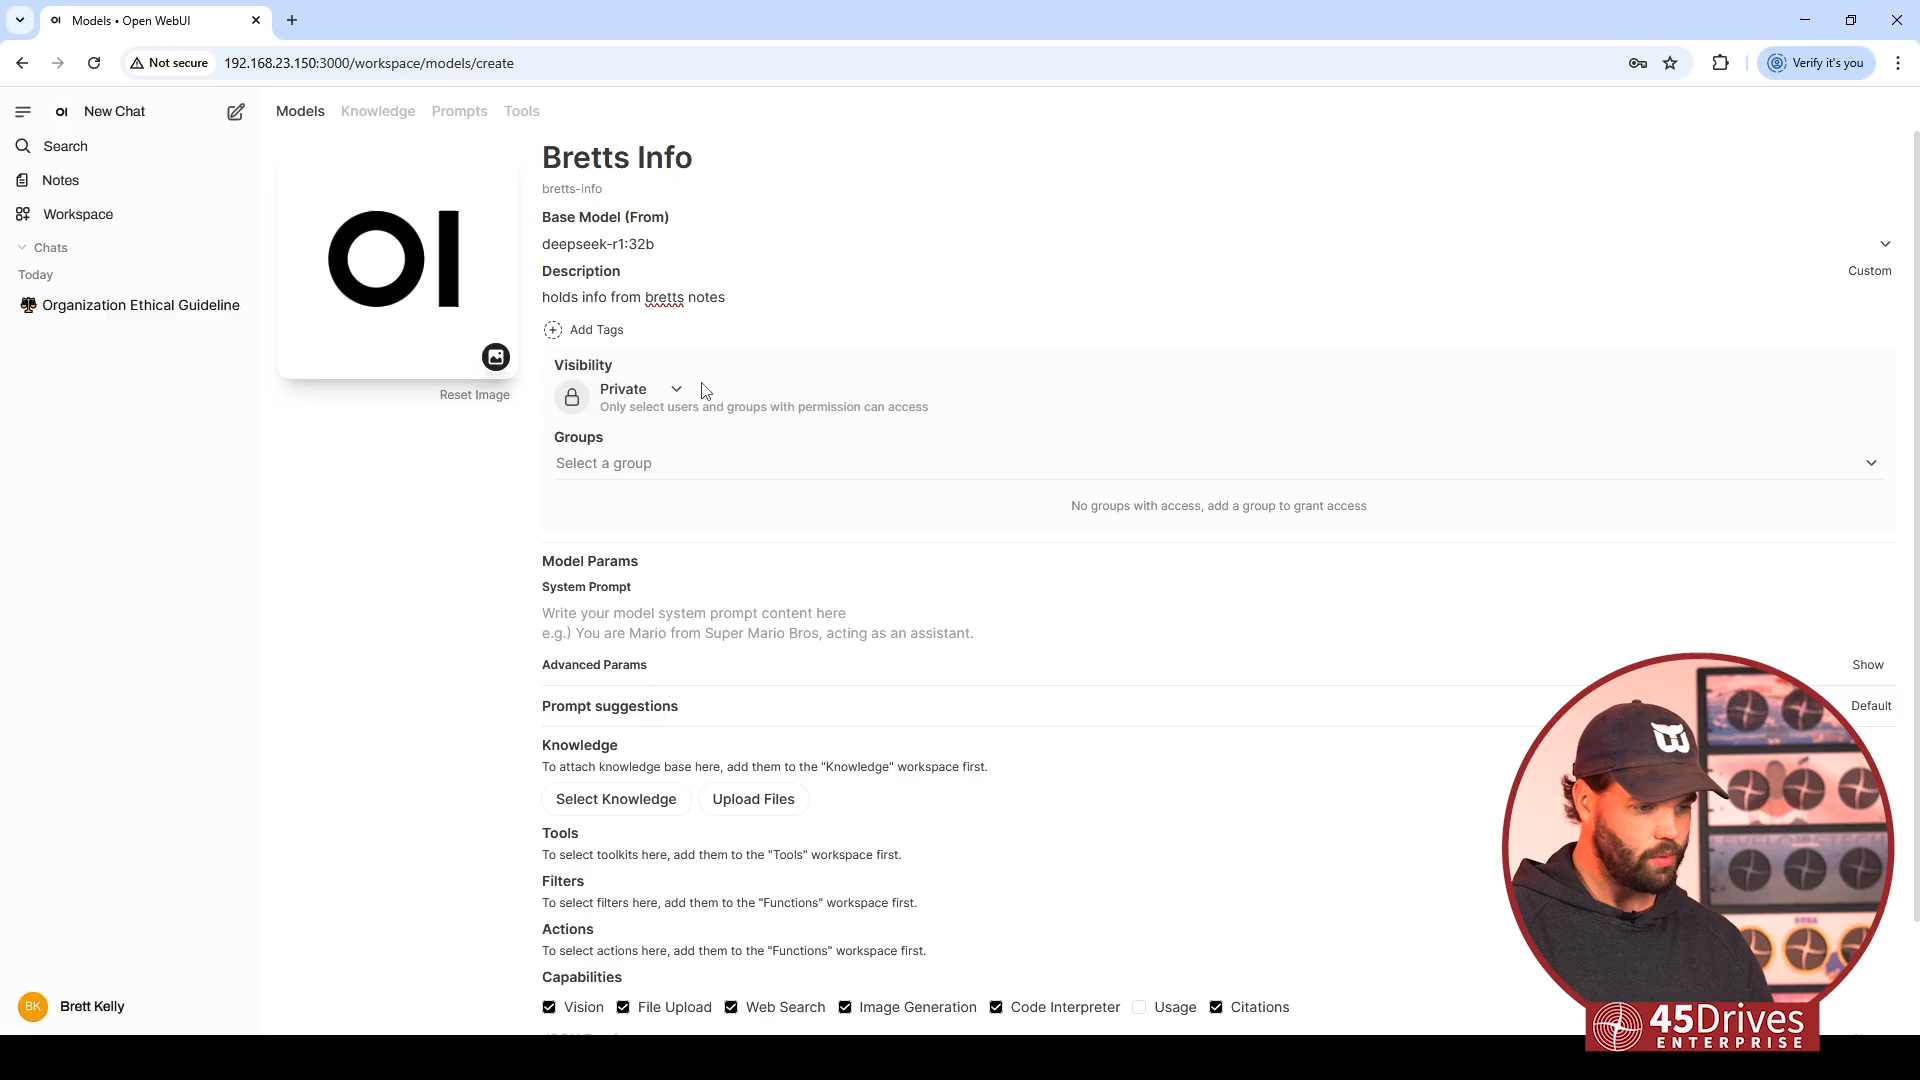 Models • Open WebUI
Not secure
192.168.23.150:3000/workspace/models/create
Verify it's you
OI
New Chat
Models
Knowledge
Prompts
Tools
Search
Notes
Workspace
Chats
Today
Organization Ethical Guideline
OI
Reset Image
Bretts Info
bretts-info
Base Model (From)
deepseek-r1:32b
Description
Custom
holds info from bretts notes
Add Tags
Visibility
Private
Only select users and groups with permission can access
Groups
Select a group
No groups with access, add a group to grant access
Model Params
System Prompt
Write your model system prompt content here
e.g.) You are Mario from Super Mario Bros, acting as an assistant.
Advanced Params
Show
Prompt suggestions
Default
Knowledge
To attach knowledge base here, add them to the "Knowledge" workspace first.
Select Knowledge
Upload Files
Tools
To select toolkits here, add them to the "Tools" workspace first.
Filters
To select filters here, add them to the "Functions" workspace first.
Actions
To select actions here, add them to the "Functions" workspace first.
Capabilities
Vision
File Upload
Web Search
Image Generation
Code Interpreter
Usage
Citations
BK
Brett Kelly
45Drives
ENTERPRISE